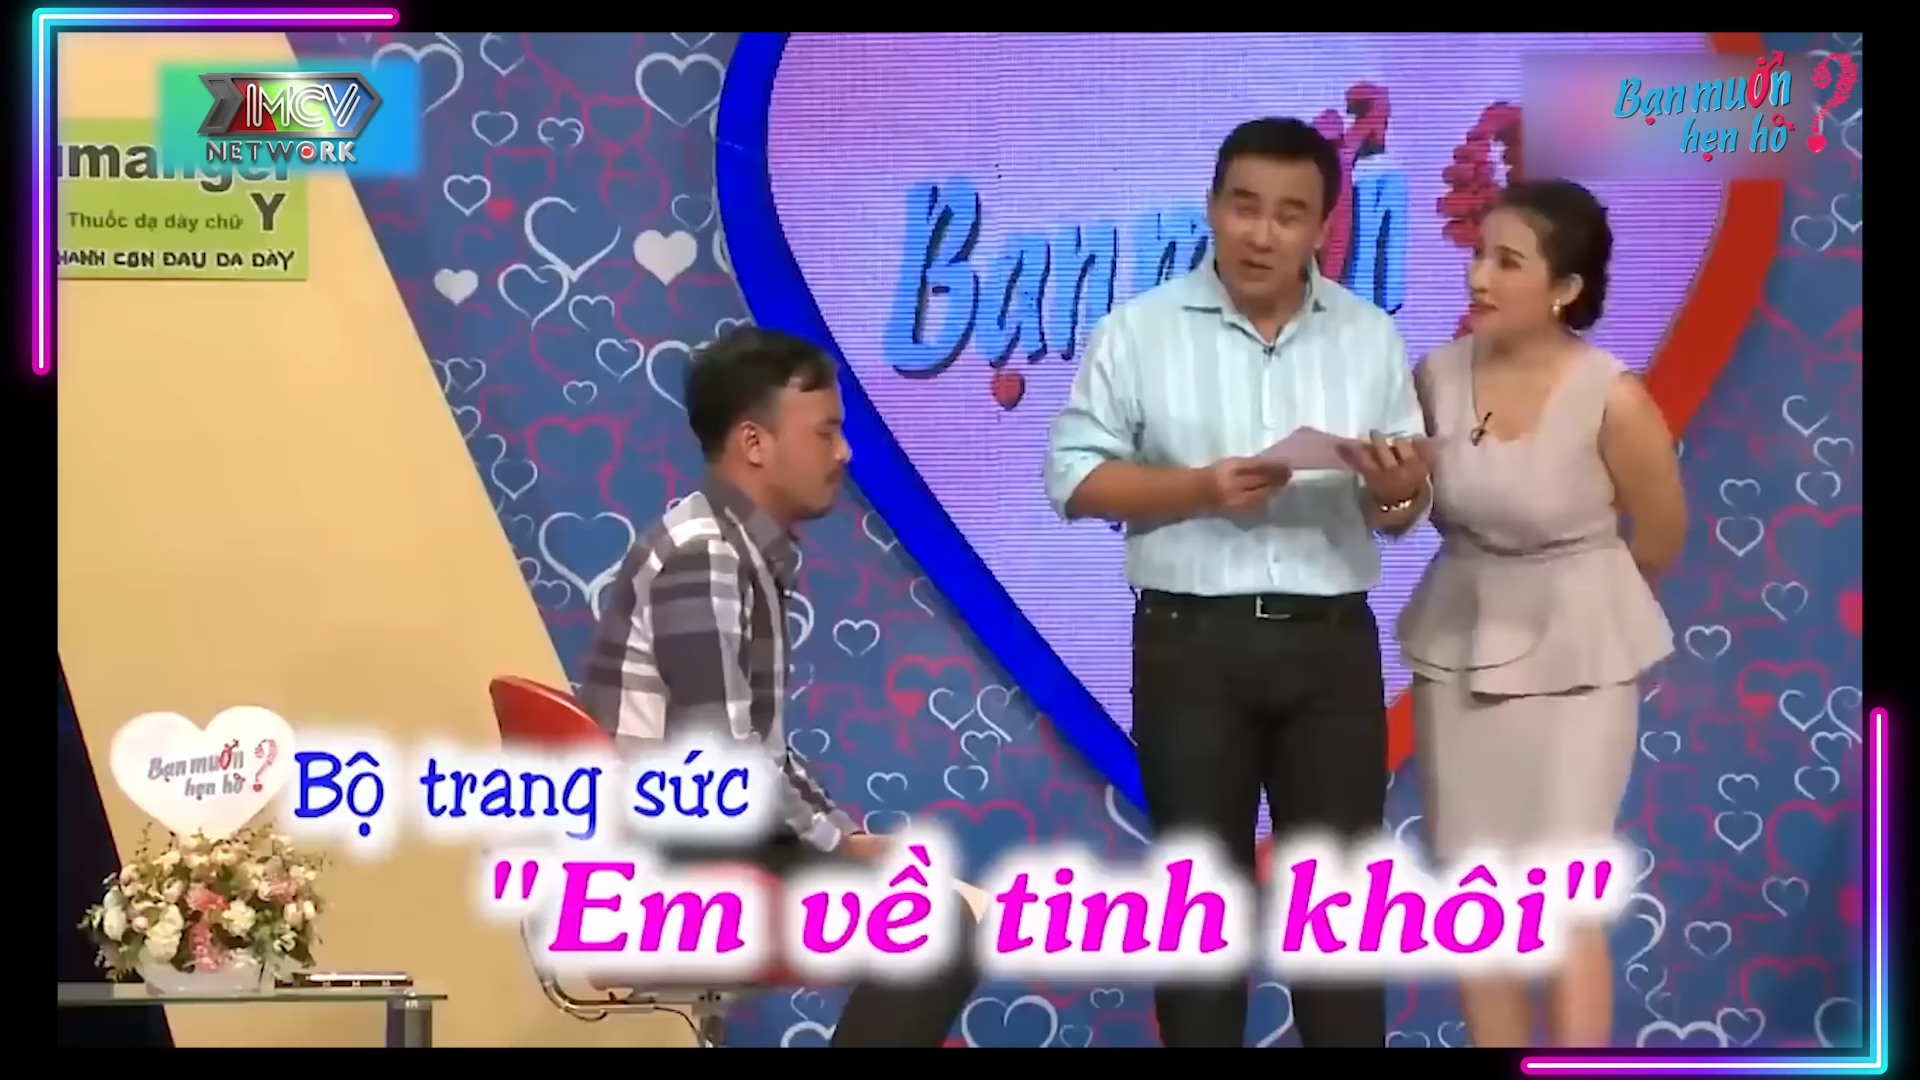 MCV
NETWORK
Bạn muốn
hẹn hò
?
Y
Thuốc dạ dày chữ
CƠN ĐAU DẠ DÀY
Bạn
Bạn muốn
hẹn hò
?
Bộ trang sức
"Em về tinh khôi"